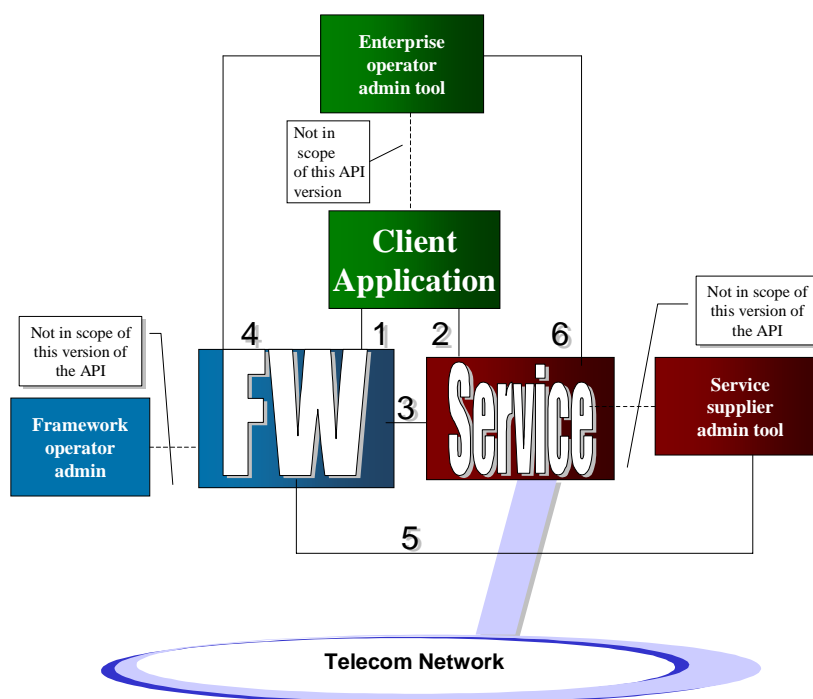 Enterprise
operator
admin tool
Not in
scope
of this API
version
Client
Application
Not in scope of
this version of
the API
Not in scope of
this version of
the API
4
1
2
6
FW
3
Service
Service
supplier
admin tool
Framework
operator
admin
5
Telecom Network